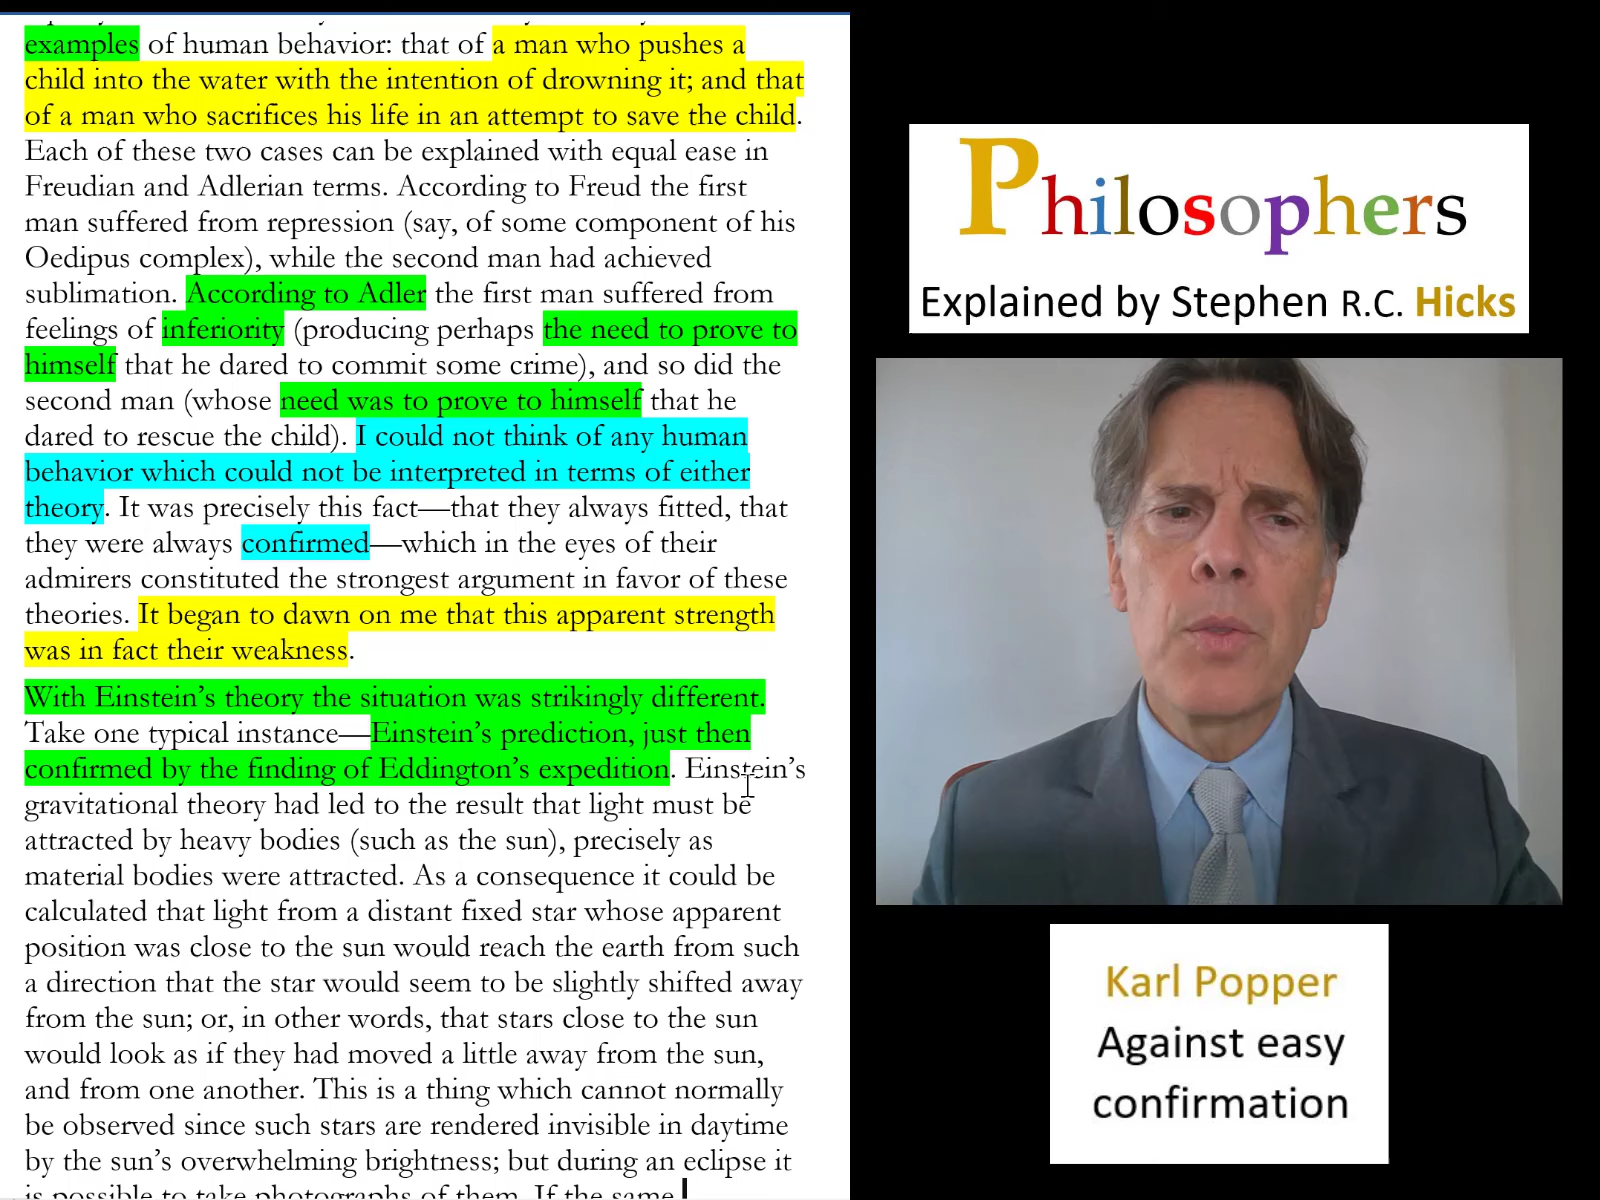 examples of human behavior: that of a man who pushes a
child into the water with the intention of drowning it; and that
of a man who sacrifices his life in an attempt to save the child.
Each of these two cases can be explained with equal ease in
Freudian and Adlerian terms. According to Freud the first
man suffered from repression (say, of some component of his
Oedipus complex), while the second man had achieved
sublimation. According to Adler the first man suffered from
feelings of inferiority (producing perhaps the need to prove to
himself that he dared to commit some crime), and so did the
second man (whose need was to prove to himself that he
dared to rescue the child). I could not think of any human
behavior which could not be interpreted in terms of either
theory. It was precisely this fact—that they always fitted, that
they were always confirmed—which in the eyes of their
admirers constituted the strongest argument in favor of these
theories. It began to dawn on me that this apparent strength
was in fact their weakness.
With Einstein’s theory the situation was strikingly different.
Take one typical instance—Einstein’s prediction, just then
confirmed by the finding of Eddington’s expedition. Einstein’s
gravitational theory had led to the result that light must be
attracted by heavy bodies (such as the sun), precisely as
material bodies were attracted. As a consequence it could be
calculated that light from a distant fixed star whose apparent
position was close to the sun would reach the earth from such
a direction that the star would seem to be slightly shifted away
from the sun; or, in other words, that stars close to the sun
would look as if they had moved a little away from the sun,
and from one another. This is a thing which cannot normally
be observed since such stars are rendered invisible in daytime
by the sun’s overwhelming brightness; but during an eclipse it
is possible to take photographs of them. If the same
Philosophers
Explained by Stephen R.C. Hicks
Karl Popper
Against easy
confirmation